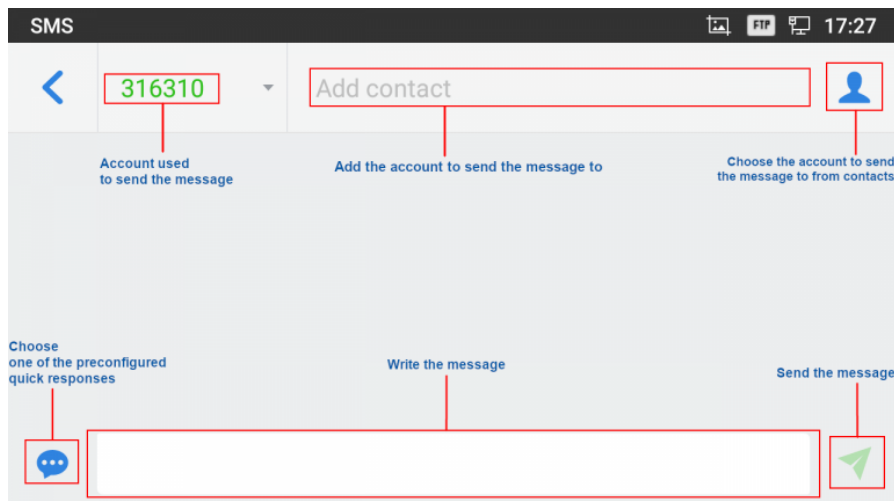 SMS
FTP 17:27
316310
Add contact
Account used
to send the message
Add the account to send the message to
Choose the account to send
the message to from contacts
Choose
one of the preconfigured
quick responses
Write the message
Send the message